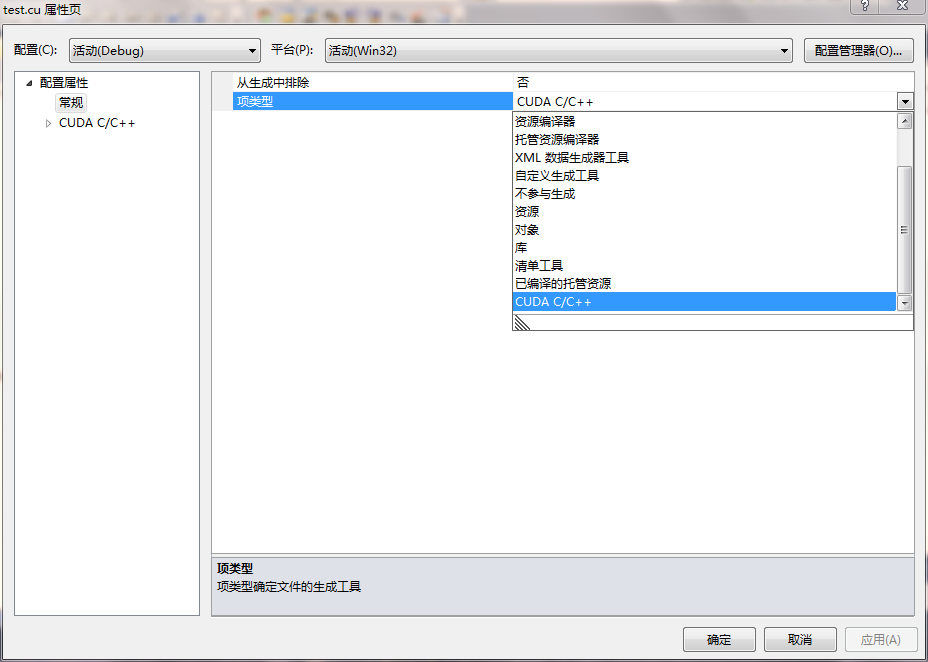 test.cu 属性页
配置(C): 活动(Debug) 平台(P): 活动(Win32) 配置管理器(O)...
配置属性
常规
CUDA C/C++
从生成中排除 否
项类型 CUDA C/C++
资源编译器
托管资源编译器
XML 数据生成器工具
自定义生成工具
不参与生成
资源
对象
库
清单工具
已编译的托管资源
CUDA C/C++
项类型
项类型确定文件的生成工具
确定 取消 应用(A)